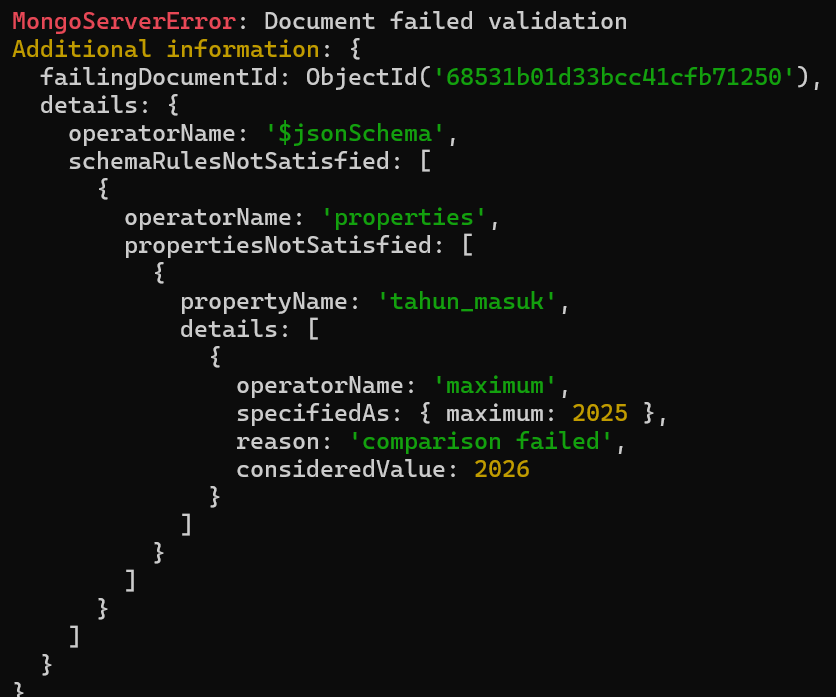 MongoServerError: Document failed validation
Additional information: {
  failingDocumentId: ObjectId('68531b01d33bcc41cfb71250'),
  details: {
    operatorName: '$jsonSchema',
    schemaRulesNotSatisfied: [
      {
        operatorName: 'properties',
        propertiesNotSatisfied: [
          {
            propertyName: 'tahun_masuk',
            details: [
              {
                operatorName: 'maximum',
                specifiedAs: { maximum: 2025 },
                reason: 'comparison failed',
                consideredValue: 2026
              }
            ]
          }
        ]
      }
    ]
  }
}